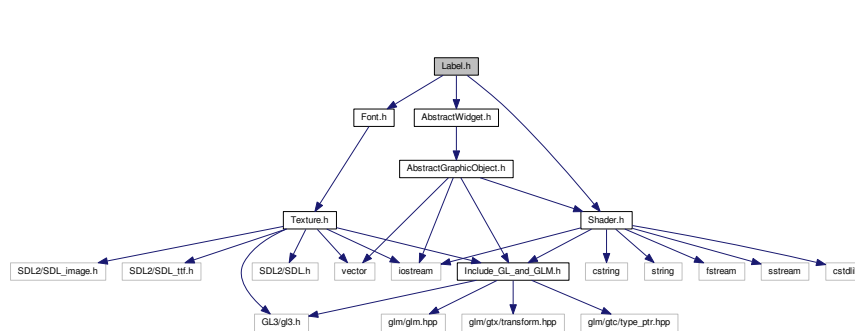 Label.h
Font.h
AbstractWidget.h
AbstractGraphicObject.h
Texture.h
Shader.h
SDL2/SDL_image.h
SDL2/SDL_ttf.h
SDL2/SDL.h
vector
iostream
Include_GL_and_GLM.h
cstring
string
fstream
sstream
cstdli
GL3/gl3.h
glm/glm.hpp
glm/gtx/transform.hpp
glm/gtc/type_ptr.hpp